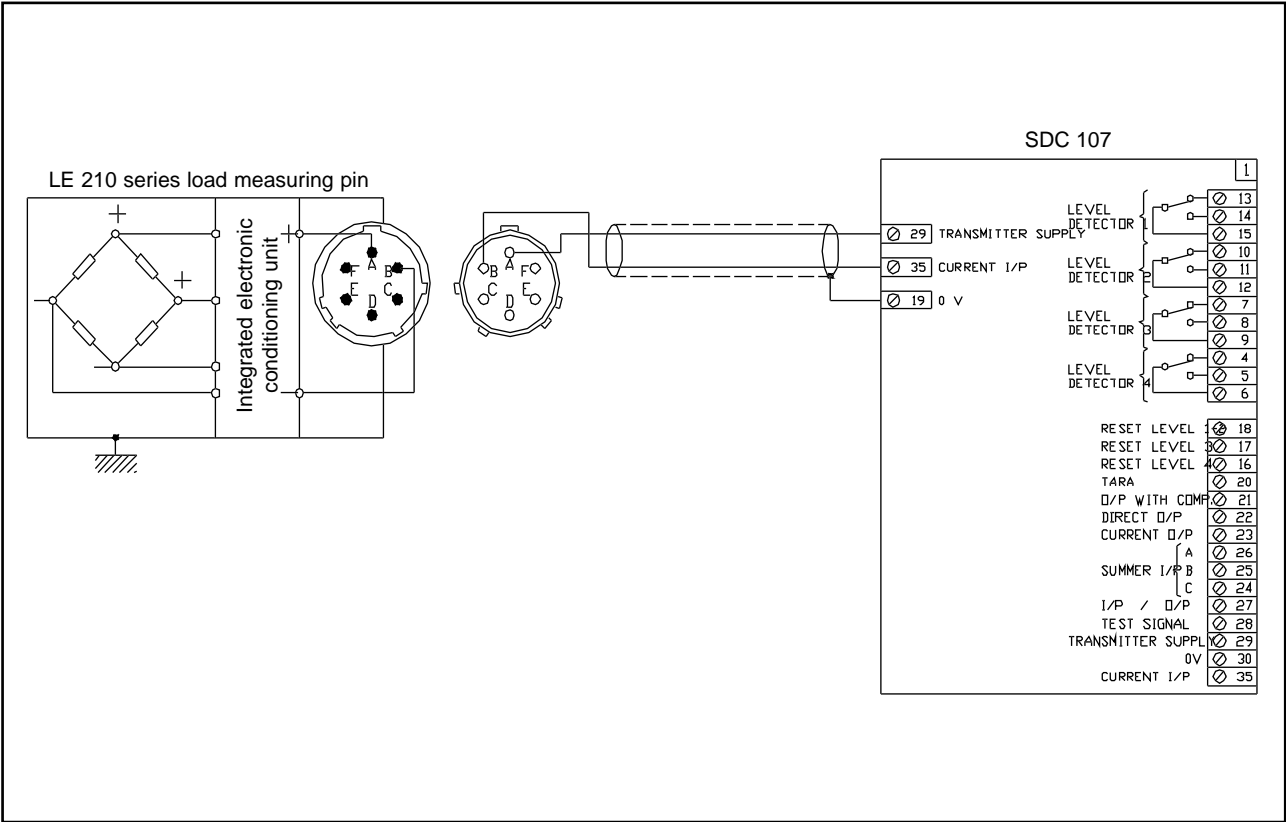 SDC 107
LE 210 series load measuring pin
Integrated electronic
conditioning unit
+
+
+
-
-
-
A
B
C
D
E
F
A
B
C
D
E
F
29 TRANSMITTER SUPPLY
35 CURRENT I/P
19 0 V
1
LEVEL
DETECTOR 1
13
14
15
LEVEL
DETECTOR 2
10
11
12
LEVEL
DETECTOR 3
7
8
9
LEVEL
DETECTOR 4
4
5
6
RESET LEVEL 1-2 18
RESET LEVEL 3 17
RESET LEVEL 4 16
TARA 20
O/P WITH COMP. 21
DIRECT O/P 22
CURRENT O/P 23
A 26
SUMMER I/P B 25
C 24
I/P / O/P 27
TEST SIGNAL 28
TRANSMITTER SUPPLY 29
0V 30
CURRENT I/P 35